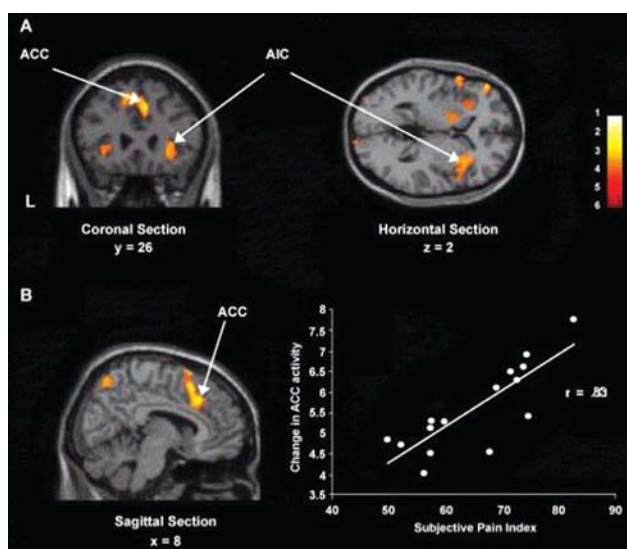 A
ACC
AIC
1
2
3
4
5
6
L
Coronal Section
y = 26
Horizontal Section
z = 2
B
ACC
Sagittal Section
x = 8
Change in ACC activity
8
7.5
7
6.5
6
5.5
5
4.5
4
3.5
40
50
60
70
80
90
Subjective Pain Index
r =